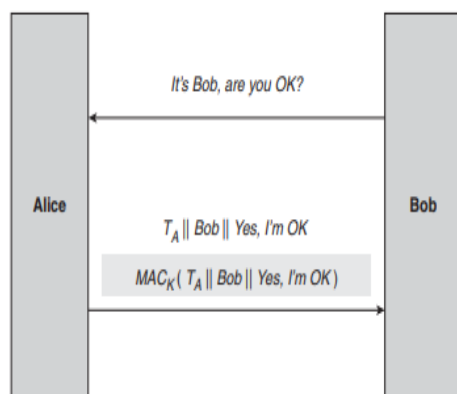 It's Bob, are you OK?
Alice
Bob
T_A || Bob || Yes, I'm OK
MAC_K ( T_A || Bob || Yes, I'm OK )